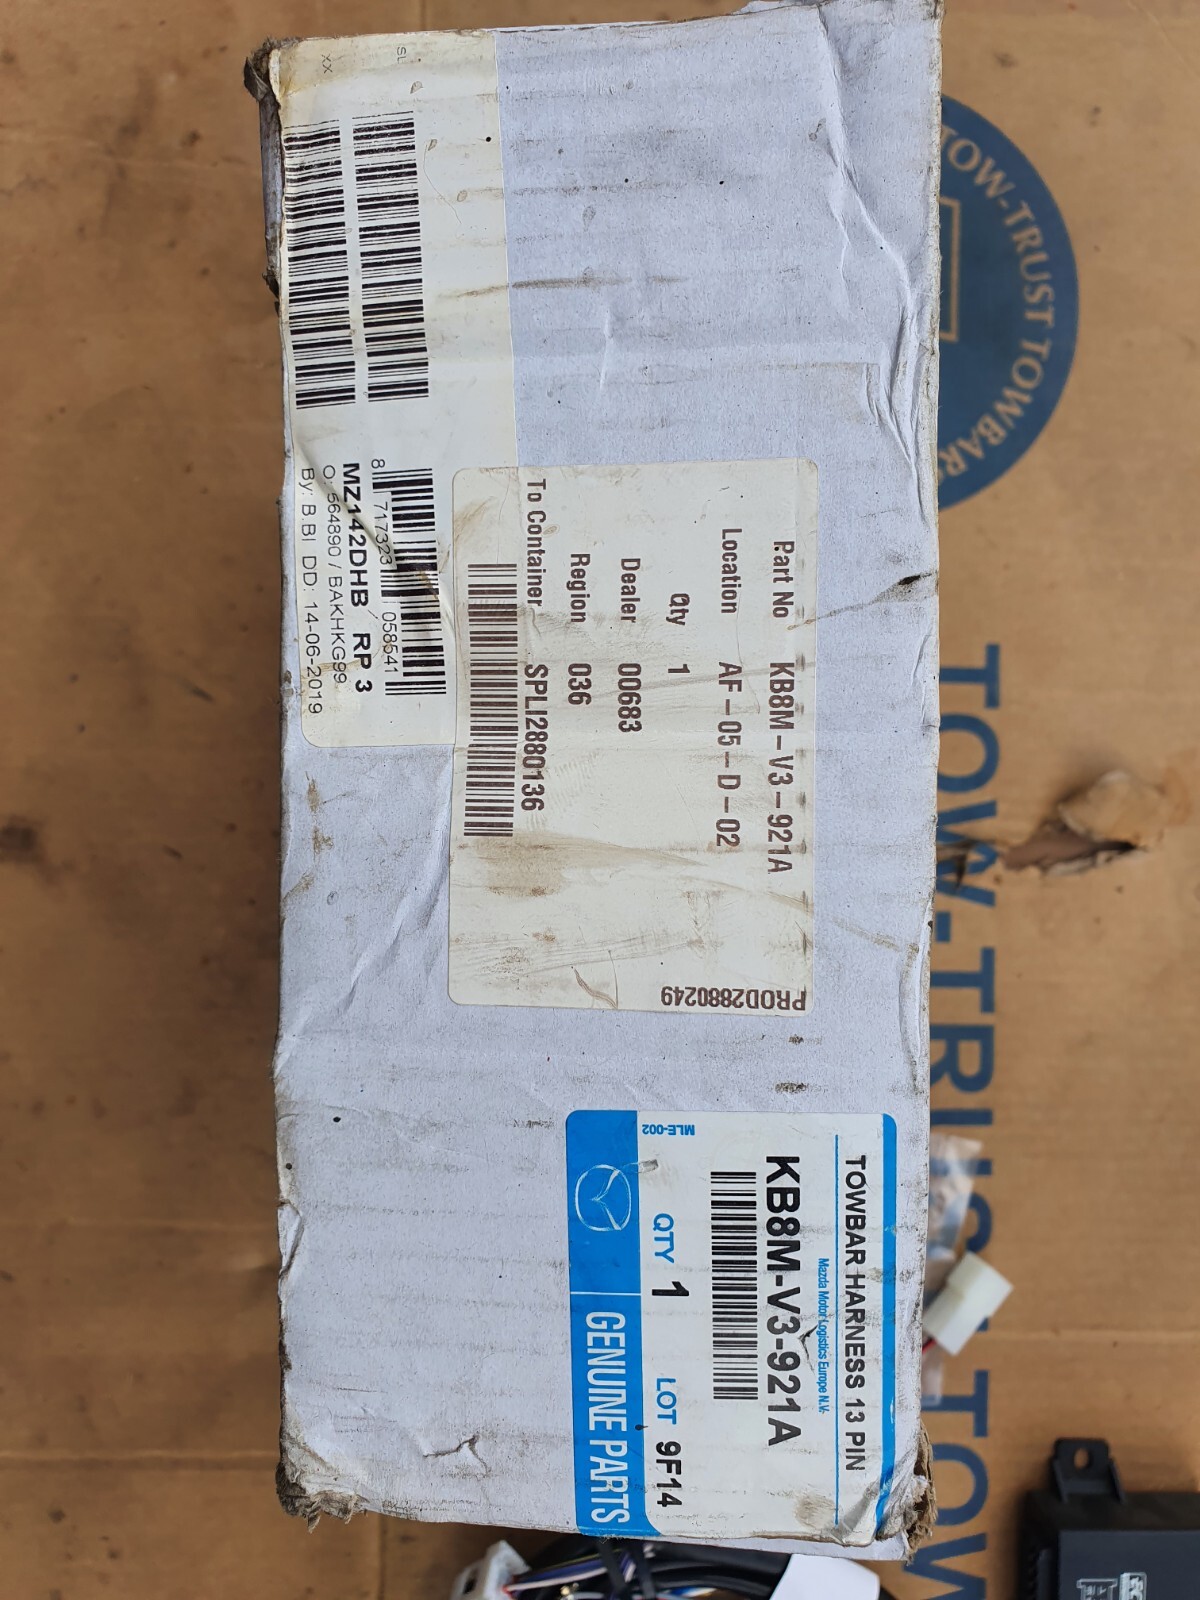 XX
SL
8 717323 058541
MZ142DHB RP 3
O: 564890 / BAKHKG99
By: B.BI DD: 14-06-2019
Part No KB8M-V3-921A
Location AF-05-D-02
Qty 1
Dealer 00683
Region 036
To Container SPLI2880136
PROD2880249
TOWBAR HARNESS 13 PIN
Mazda Motor Logistics Europe N.V.
KB8M-V3-921A
QTY 1 LOT 9F14
MLE-002
GENUINE PARTS
TOW-TRUST TOWBARS
TOW-TRUST TOW